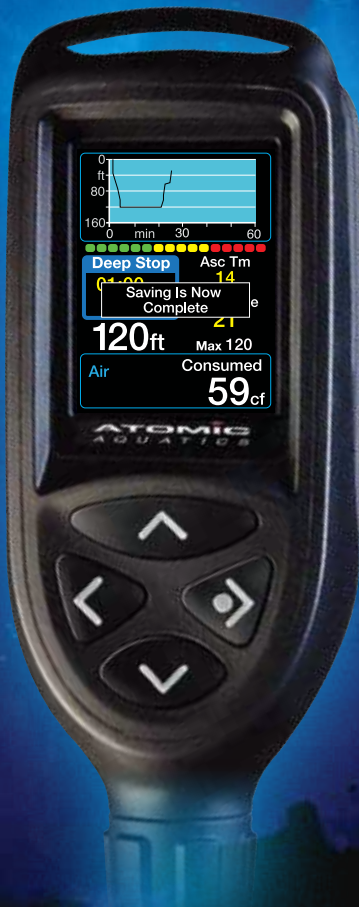 0
ft
80
160
0 min 30 60
Deep Stop Asc Tm
14
Saving Is Now
Complete
21
120ft Max 120
Air Consumed
59cf
ATOMIC
AQUATICS